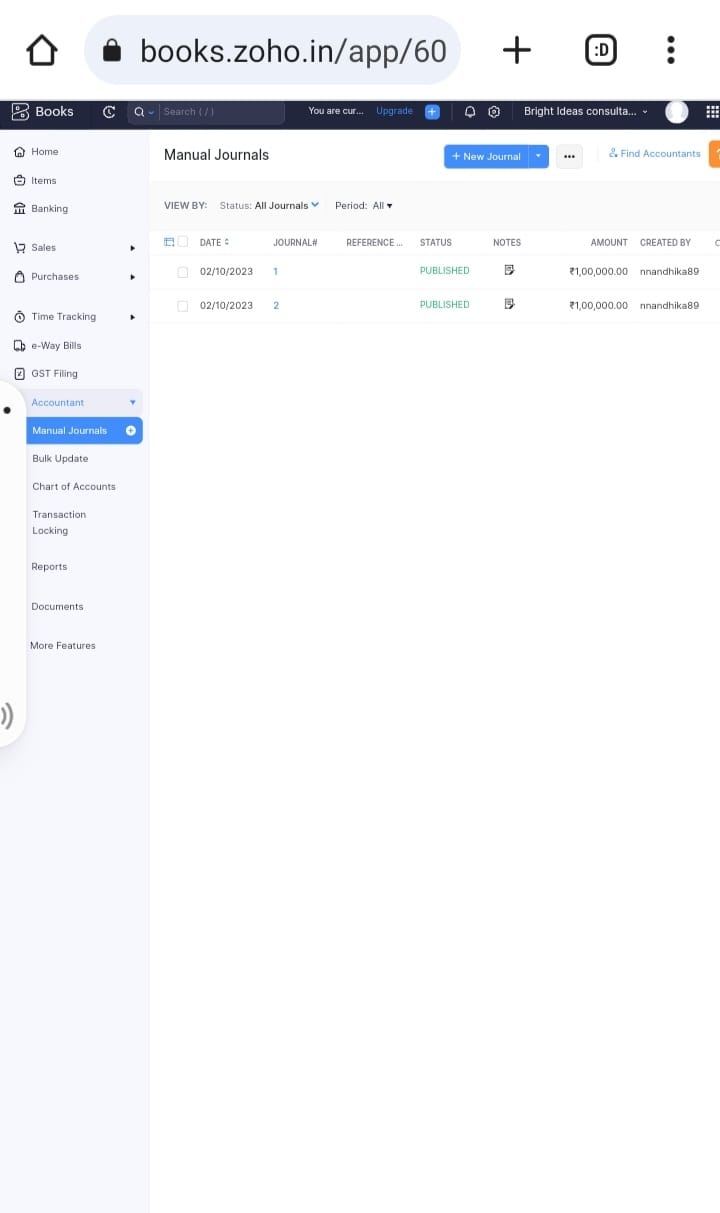 books.zoho.in/app/60
:D
Books
Search ( / )
You are cur...
Upgrade
Bright Ideas consulta...
Home
Items
Banking
Sales
Purchases
Time Tracking
e-Way Bills
GST Filing
Accountant
Manual Journals
Bulk Update
Chart of Accounts
Transaction
Locking
Reports
Documents
More Features
Manual Journals
+ New Journal
Find Accountants
?
VIEW BY: Status: All Journals Period: All
DATE JOURNAL# REFERENCE ... STATUS NOTES AMOUNT CREATED BY
02/10/2023 1 PUBLISHED ₹1,00,000.00 nnandhika89
02/10/2023 2 PUBLISHED ₹1,00,000.00 nnandhika89